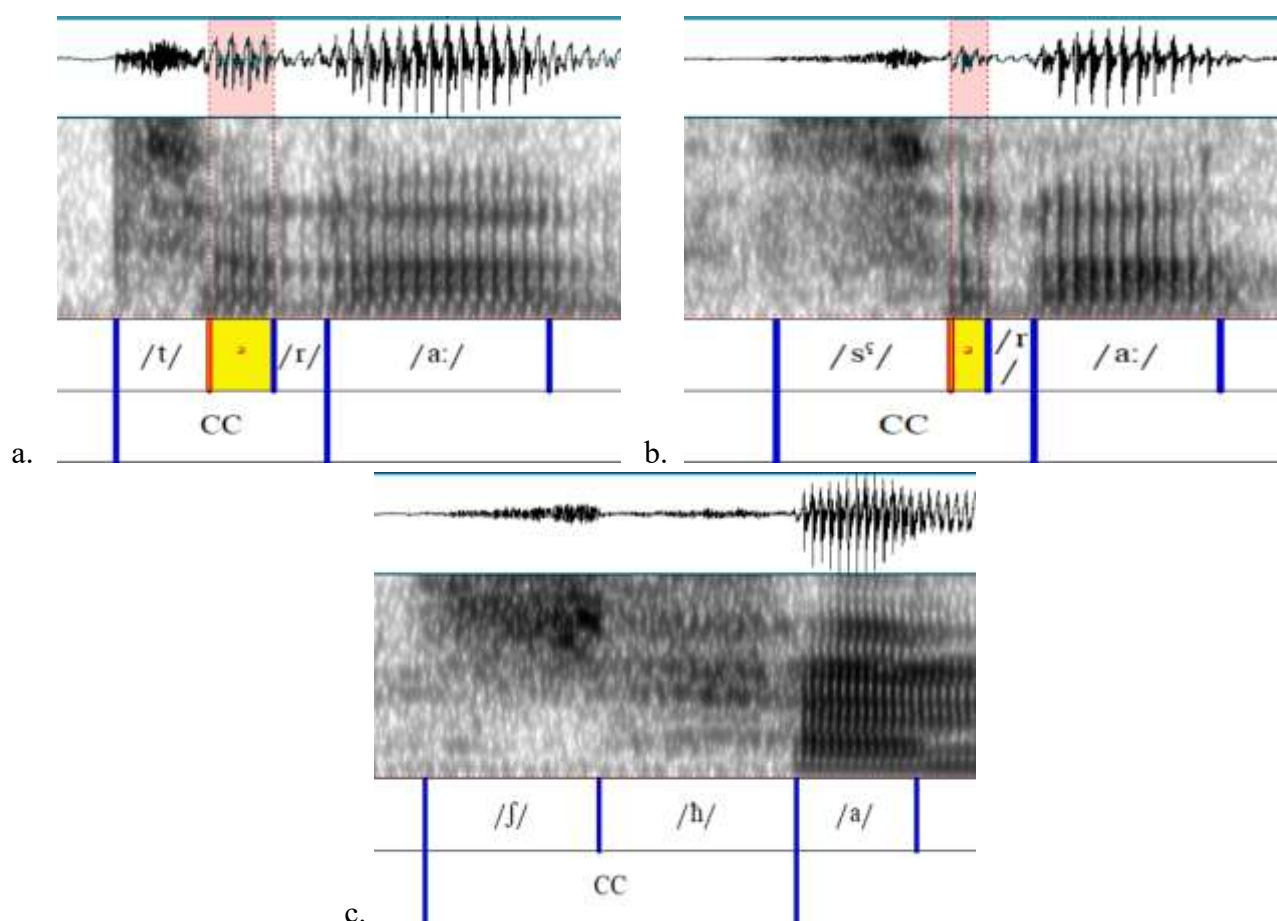 /t/ ə /r/ /aː/
CC
a.
/sˤ/ ə /r/ /aː/
CC
b.
/ʃ/ /ħ/ /a/
CC
c.